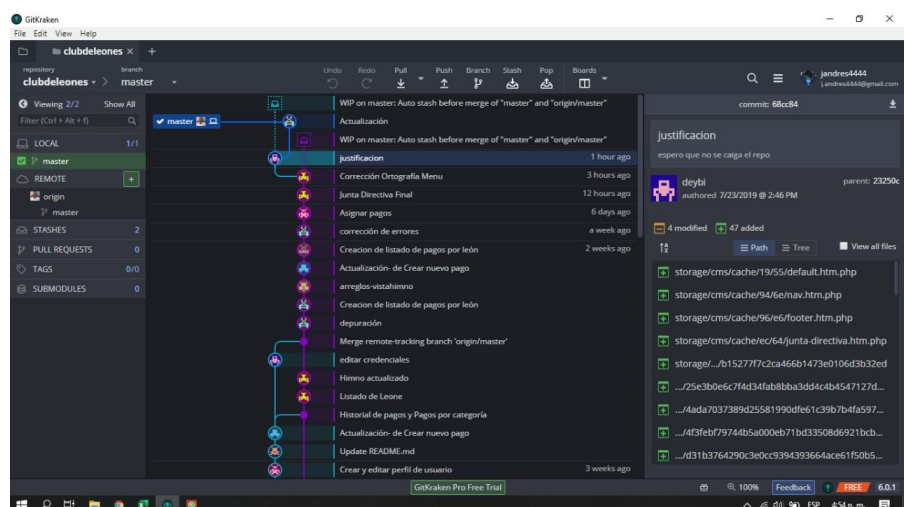 GitKraken
File Edit View Help
clubdeleones × +
repository
clubdeleones
branch
master
Undo Redo Pull Push Branch Stash Pop Boards
jandres4444
j.andres4444@gmail.com
Viewing 2/2 Show All
Filter (Ctrl + Alt + f)
LOCAL 1/1
master
REMOTE
origin
master
STASHES 2
PULL REQUESTS 0
TAGS 0/0
SUBMODULES 0
WIP on master: Auto stash before merge of "master" and "origin/master"
master Actualización
WIP on master: Auto stash before merge of "master" and "origin/master"
justificacion 1 hour ago
Corrección Ortografía Menu 3 hours ago
Junta Directiva Final 12 hours ago
Asignar pagos 6 days ago
corrección de errores a week ago
Creacion de listado de pagos por león 2 weeks ago
Actualización- de Crear nuevo pago
arreglos-vistahimno
Creacion de listado de pagos por león
depuración
Merge remote-tracking branch 'origin/master'
editar credenciales
Himno actualizado
Listado de Leone
Historial de pagos y Pagos por categoría
Actualización- de Crear nuevo pago
Update README.md
Crear y editar perfil de usuario 3 weeks ago
commit: 68cc84
justificacion
espero que no se caiga el repo
deybi
authored 7/23/2019 @ 2:46 PM
parent: 23250c
4 modified 47 added
Path Tree View all files
storage/cms/cache/19/55/default.htm.php
storage/cms/cache/94/6e/nav.htm.php
storage/cms/cache/96/e6/footer.htm.php
storage/cms/cache/ec/64/junta-directiva.htm.php
storage/.../b15277f7c2ca466b1473e0106d3b32ed
.../25e3b0e6c7f4d34fab8bba3dd4c4b4547127d...
.../4ada7037389d25581990dfe61c39b7b4fa597...
.../4f3febf79744b5a000eb71bd33508d6921bcb...
.../d31b3764290c3e0cc9394393664ace61f50b5...
GitKraken Pro Free Trial
100% Feedback FREE 6.0.1
ESP 4:54 p. m.